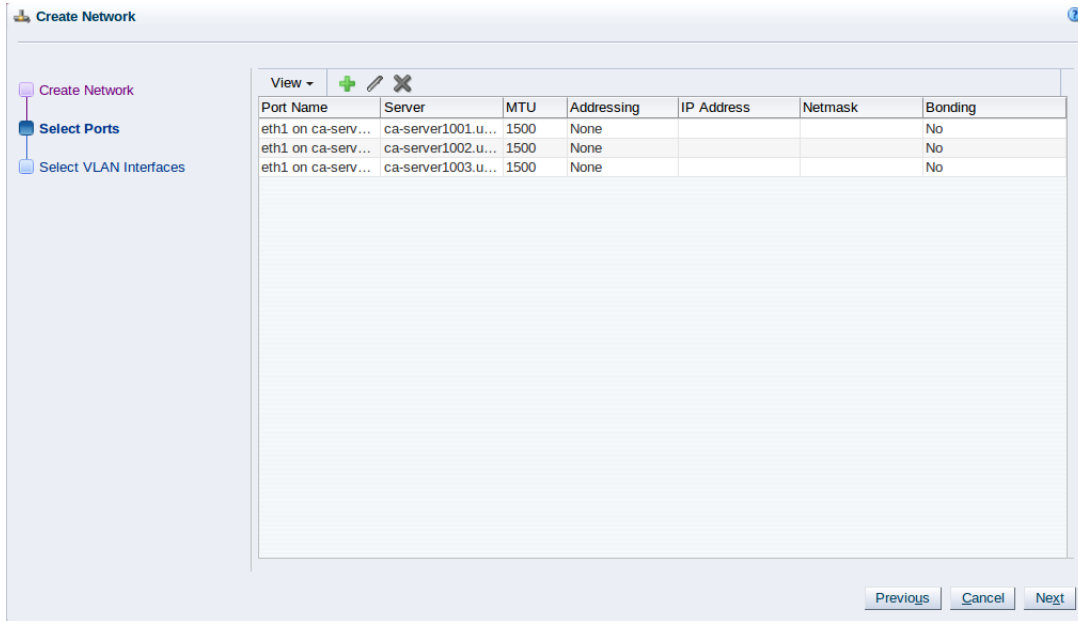 Create Network
Create Network
Select Ports
Select VLAN Interfaces
View
Port Name Server MTU Addressing IP Address Netmask Bonding
eth1 on ca-serv… ca-server1001.u… 1500 None No
eth1 on ca-serv… ca-server1002.u… 1500 None No
eth1 on ca-serv… ca-server1003.u… 1500 None No
Previous Cancel Next